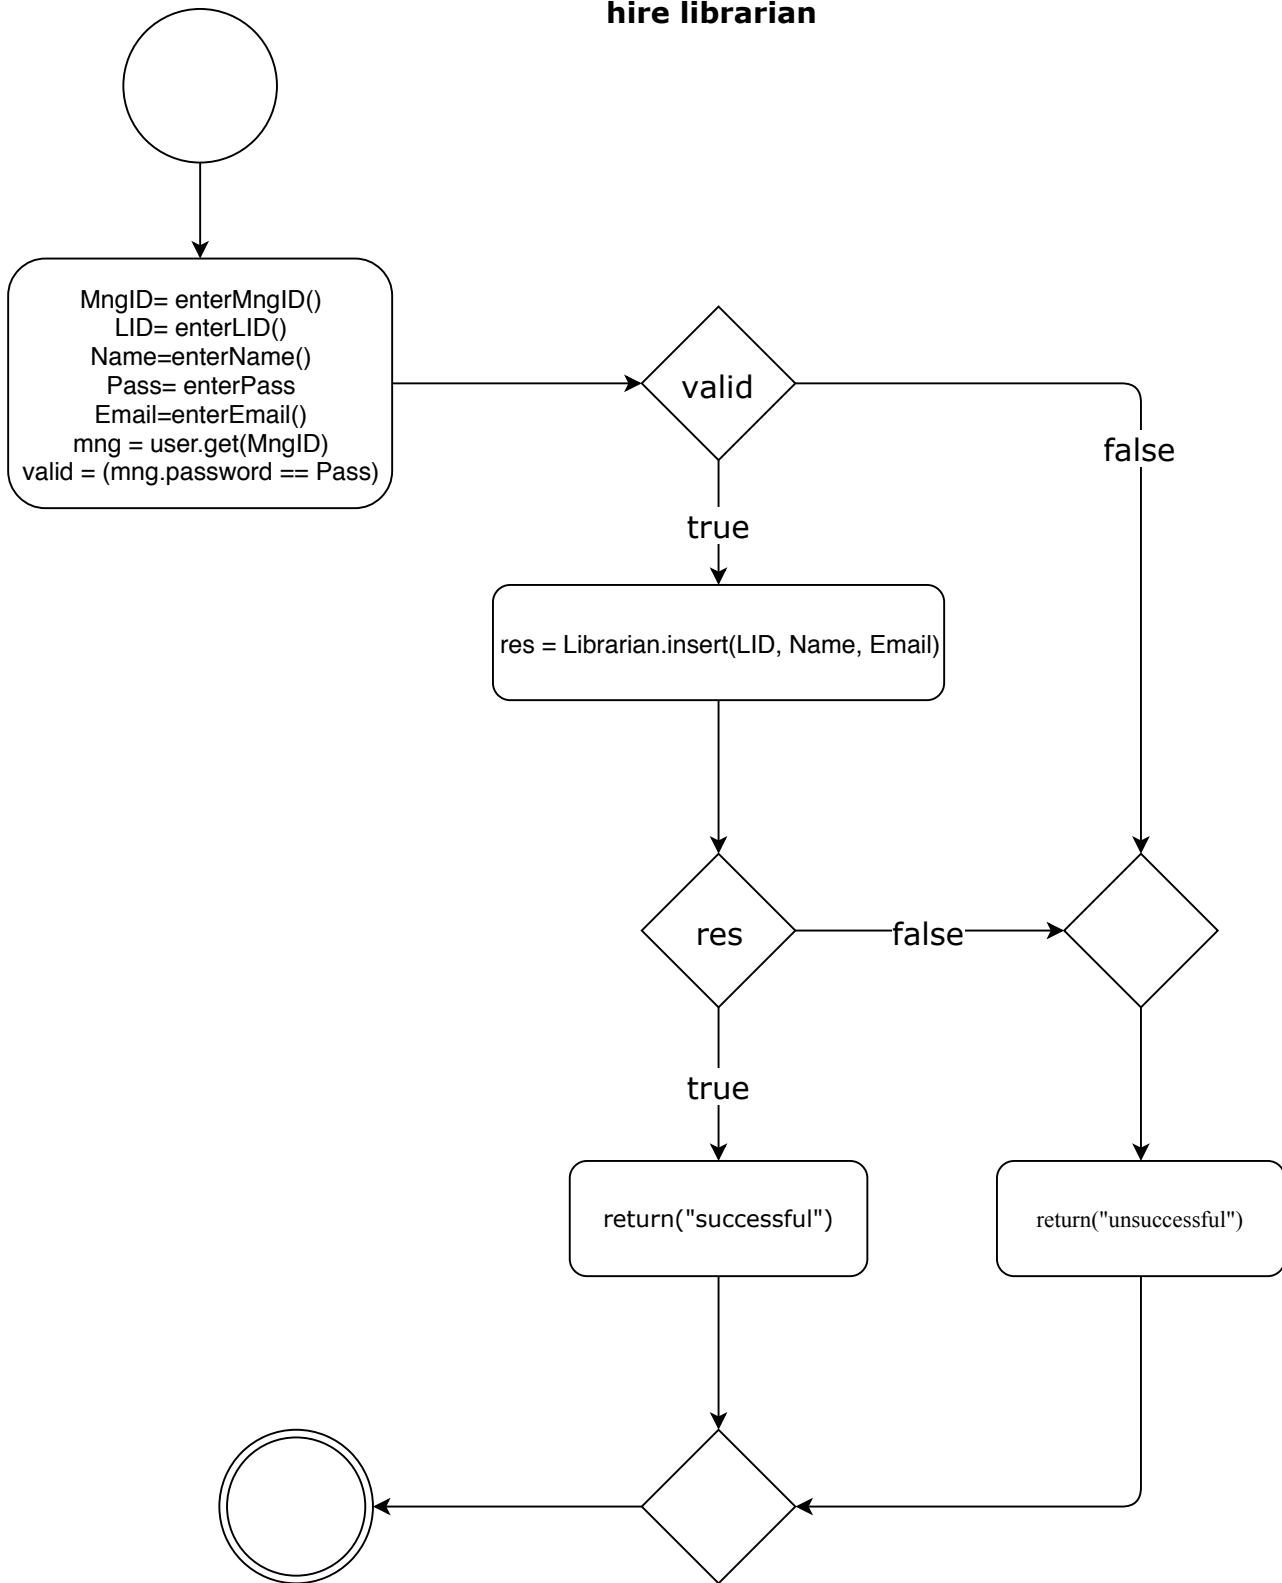 hire librarian
MngID= enterMngID()
LID= enterLID()
Name=enterName()
Pass= enterPass
Email=enterEmail()
mng = user.get(MngID)
valid = (mng.password == Pass)
valid
false
true
res = Librarian.insert(LID, Name, Email)
res
false
true
return("successful")
return("unsuccessful")